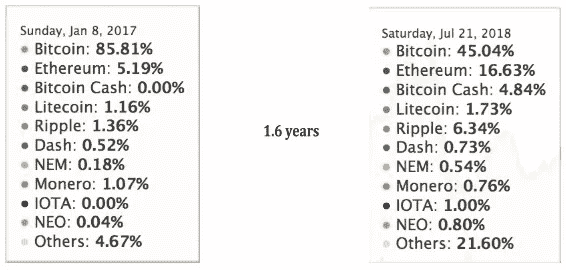 Sunday, Jan 8, 2017
Bitcoin: 85.81%
Ethereum: 5.19%
Bitcoin Cash: 0.00%
Litecoin: 1.16%
Ripple: 1.36%
Dash: 0.52%
NEM: 0.18%
Monero: 1.07%
IOTA: 0.00%
NEO: 0.04%
Others: 4.67%
1.6 years
Saturday, Jul 21, 2018
Bitcoin: 45.04%
Ethereum: 16.63%
Bitcoin Cash: 4.84%
Litecoin: 1.73%
Ripple: 6.34%
Dash: 0.73%
NEM: 0.54%
Monero: 0.76%
IOTA: 1.00%
NEO: 0.80%
Others: 21.60%